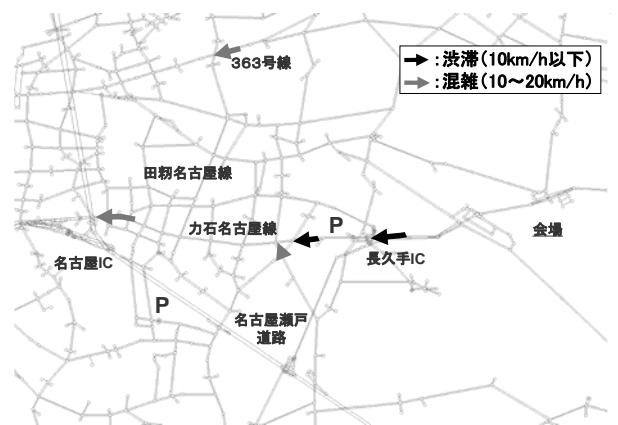 363号線
:渋滞(10km/h以下)
:混雑(10~20km/h)
田籾名古屋線
力石名古屋線
P
会場
名古屋IC
長久手IC
P
名古屋瀬戸
道路